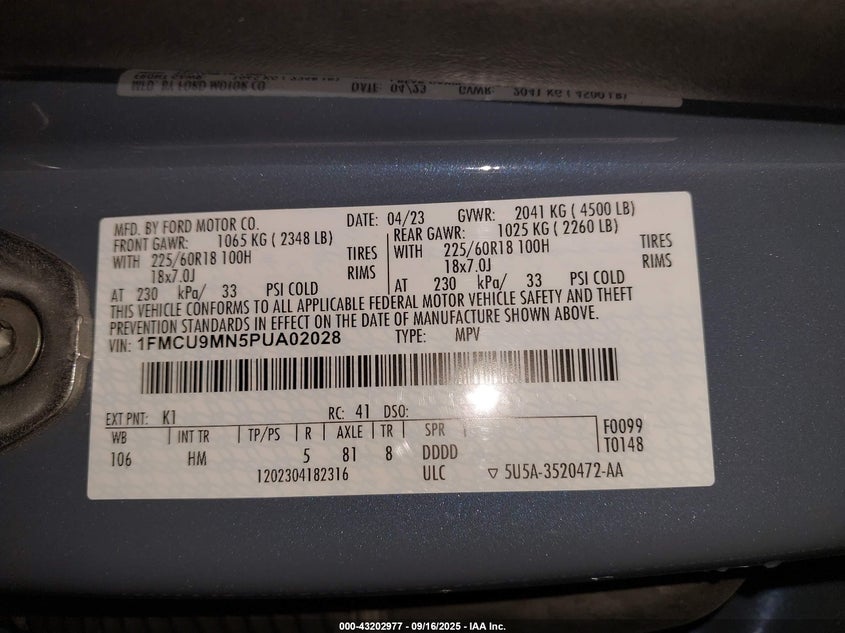 MFD. BY FORD MOTOR CO. DATE: 04/23 GVWR: 2041 KG ( 4500 LB)
FRONT GAWR: 1065 KG ( 2348 LB) REAR GAWR: 1025 KG ( 2260 LB)
WITH 225/60R18 100H TIRES WITH 225/60R18 100H TIRES
18x7.0J RIMS 18x7.0J RIMS
AT 230 kPa/ 33 PSI COLD AT 230 kPa/ 33 PSI COLD
THIS VEHICLE CONFORMS TO ALL APPLICABLE FEDERAL MOTOR VEHICLE SAFETY AND THEFT
PREVENTION STANDARDS IN EFFECT ON THE DATE OF MANUFACTURE SHOWN ABOVE.
VIN: 1FMCU9MN5PUA02028 TYPE: MPV
EXT PNT: K1 RC: 41 DSO:
WB INT TR TP/PS R AXLE TR SPR F0099
106 HM 5 81 8 DDDD T0148
1202304182316 ULC ▽ 5U5A-3520472-AA
000-43202977 - 09/16/2025 - IAA Inc.